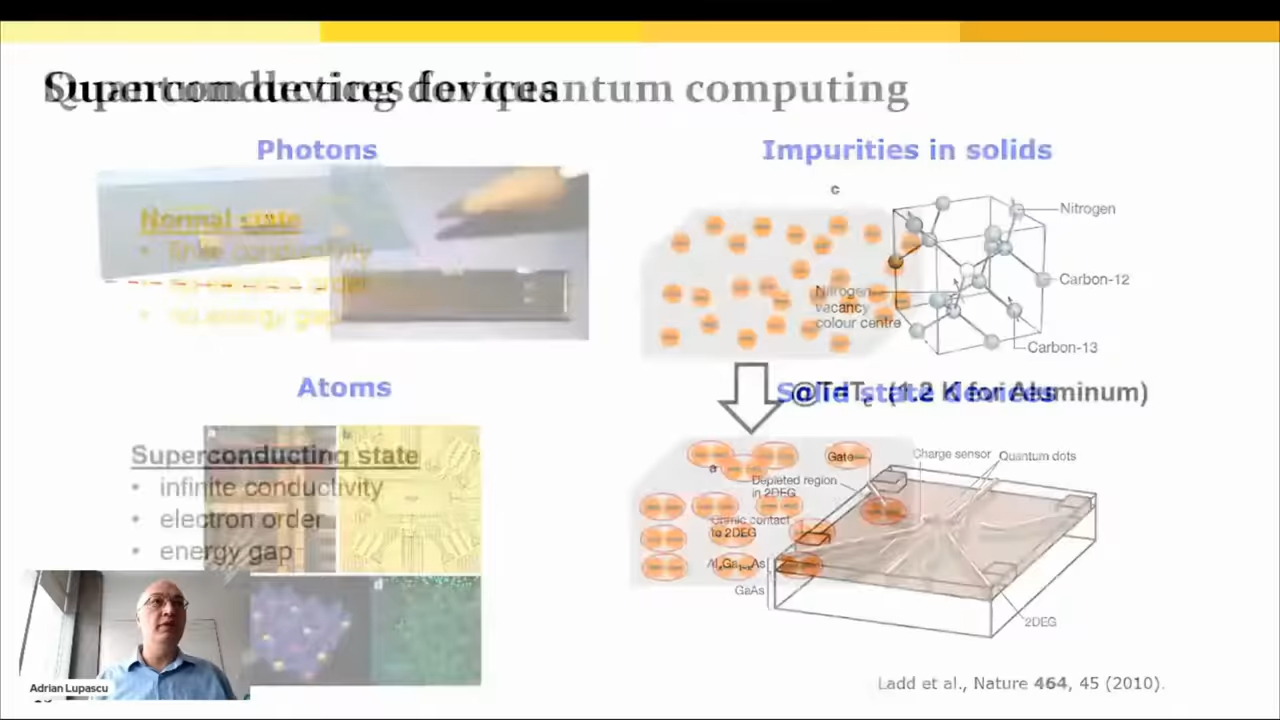 Quantum devices for quantum computing
Superconducting devices
Photons
Impurities in solids
Normal state
• finite conductivity
• no energy gap
c
Nitrogen
Carbon-12
Nitrogen
vacancy
colour centre
Carbon-13
Atoms
Solid state devices
(1.2 K for Aluminum)
Superconducting state
• infinite conductivity
• electron order
• energy gap
a
b
d
a
Gate
Charge sensor
Quantum dots
Depleted region
in 2DEG
Ohmic contact
to 2DEG
GaAs
2DEG
Adrian Lupascu
Ladd et al., Nature 464, 45 (2010).